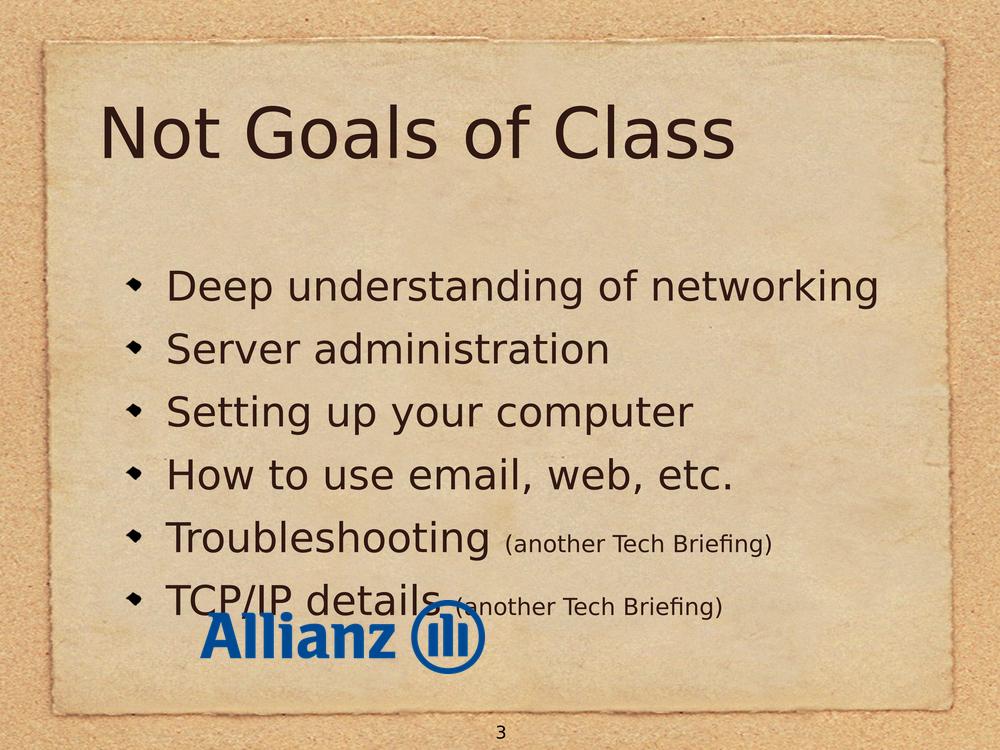 Not Goals of Class
Deep understanding of networking
Server administration
Setting up your computer
How to use email, web, etc.
Troubleshooting (another Tech Briefing)
TCP/IP details (another Tech Briefing)
Allianz
3